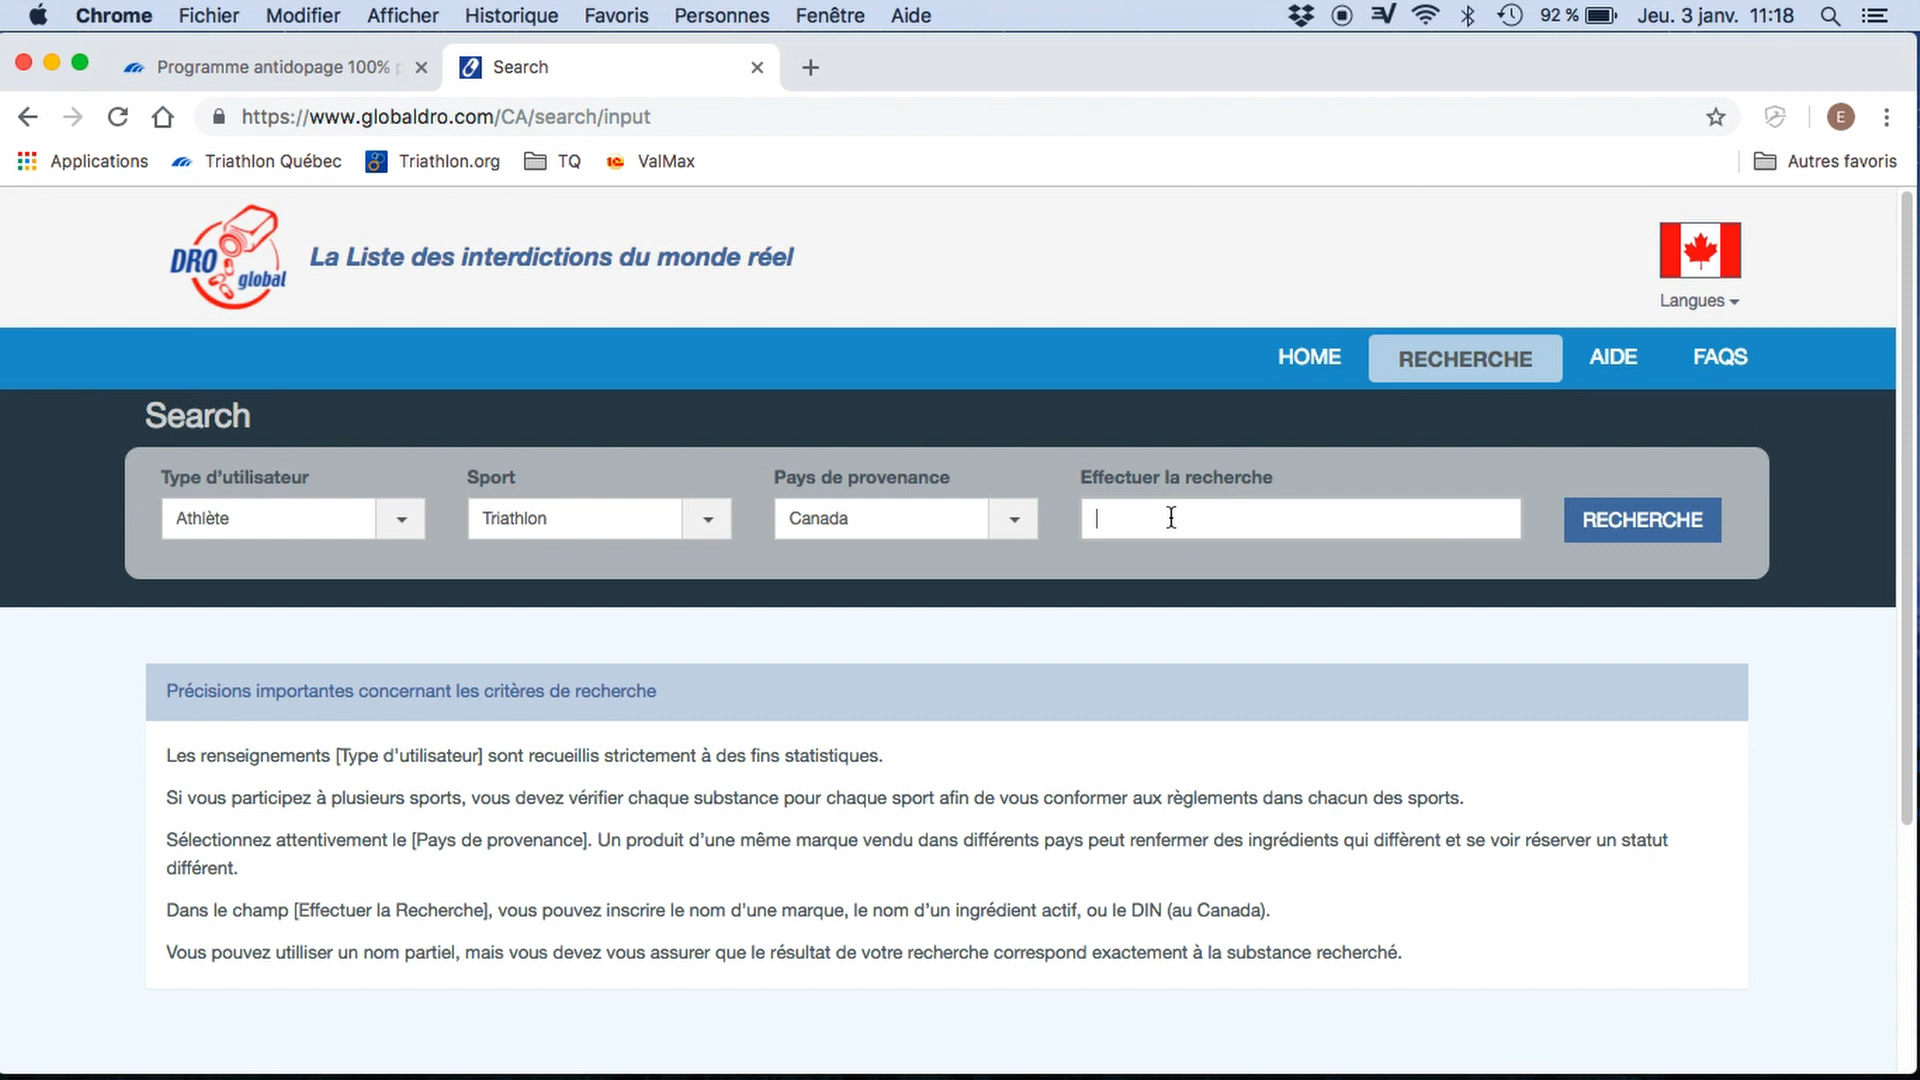 Chrome Fichier Modifier Afficher Historique Favoris Personnes Fenêtre Aide 92 % Jeu. 3 janv. 11:18
Programme antidopage 100% p Search
https://www.globaldro.com/CA/search/input E
Applications Triathlon Québec Triathlon.org TQ ValMax Autres favoris
DRO global La Liste des interdictions du monde réel
Langues
HOME RECHERCHE AIDE FAQS
Search
Type d'utilisateur Sport Pays de provenance Effectuer la recherche
Athlète Triathlon Canada RECHERCHE
Précisions importantes concernant les critères de recherche
Les renseignements [Type d'utilisateur] sont recueillis strictement à des fins statistiques.
Si vous participez à plusieurs sports, vous devez vérifier chaque substance pour chaque sport afin de vous conformer aux règlements dans chacun des sports.
Sélectionnez attentivement le [Pays de provenance]. Un produit d'une même marque vendu dans différents pays peut renfermer des ingrédients qui diffèrent et se voir réserver un statut
différent.
Dans le champ [Effectuer la Recherche], vous pouvez inscrire le nom d'une marque, le nom d'un ingrédient actif, ou le DIN (au Canada).
Vous pouvez utilliser un nom partiel, mais vous devez vous assurer que le résultat de votre recherche correspond exactement à la substance recherché.